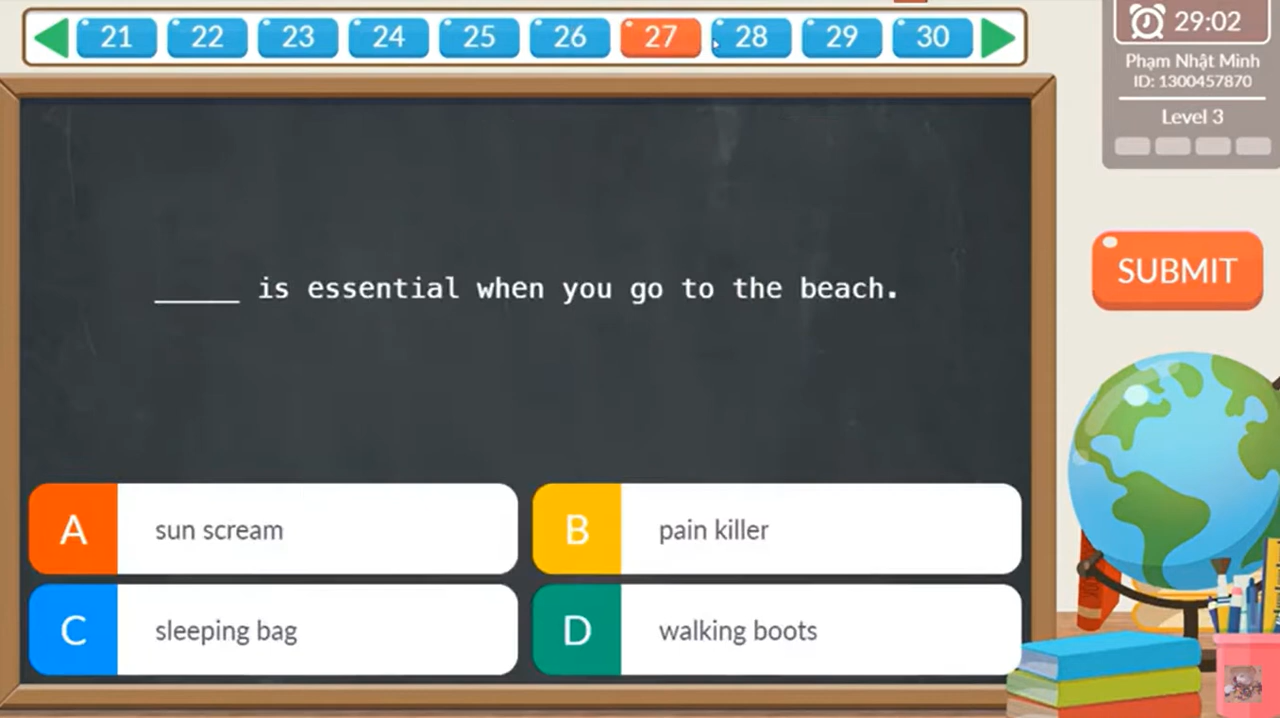 21 22 23 24 25 26 27 28 29 30
29:02
Phạm Nhật Minh
ID: 1300457870
Level 3
_____ is essential when you go to the beach.
SUBMIT
A sun scream
B pain killer
C sleeping bag
D walking boots